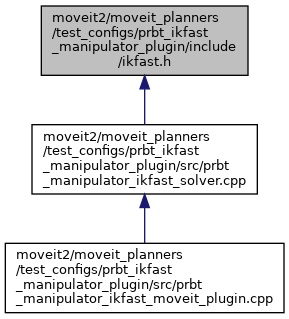 moveit2/moveit_planners
/test_configs/prbt_ikfast
_manipulator_plugin/include
/ikfast.h
moveit2/moveit_planners
/test_configs/prbt_ikfast
_manipulator_plugin/src/prbt
_manipulator_ikfast_solver.cpp
moveit2/moveit_planners
/test_configs/prbt_ikfast
_manipulator_plugin/src/prbt
_manipulator_ikfast_moveit_plugin.cpp